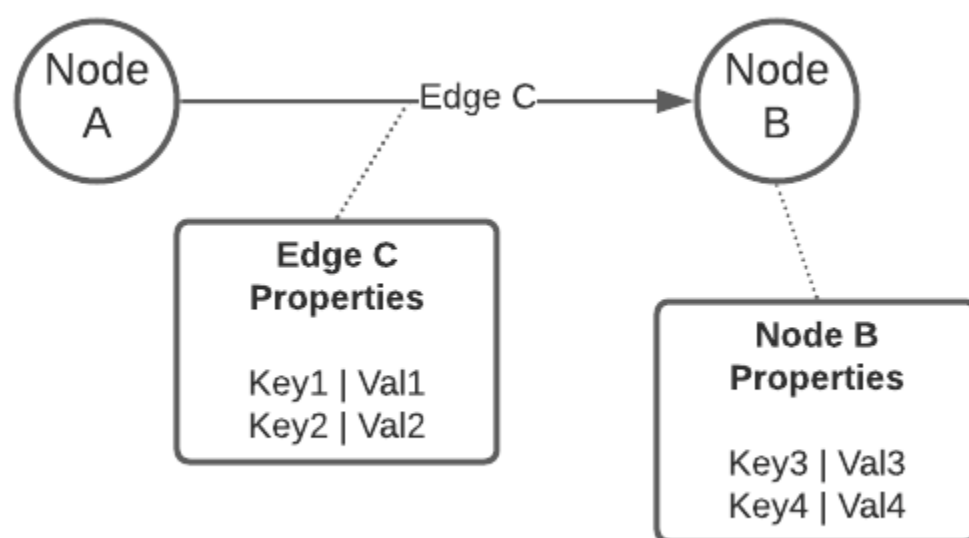 Node
A
Edge C
Node
B
Edge C
Properties
Key1 | Val1
Key2 | Val2
Node B
Properties
Key3 | Val3
Key4 | Val4